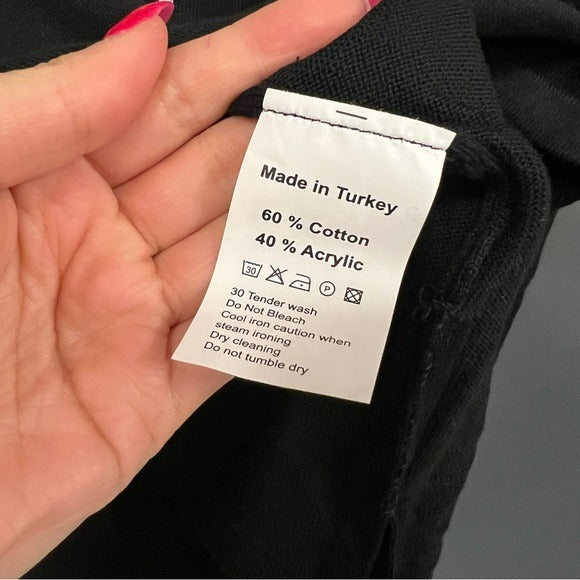 Made in Turkey
60 % Cotton
40 % Acrylic
30 P
30 Tender wash
Do Not Bleach
Cool iron caution when
steam ironing
Dry cleaning
Do not tumble dry